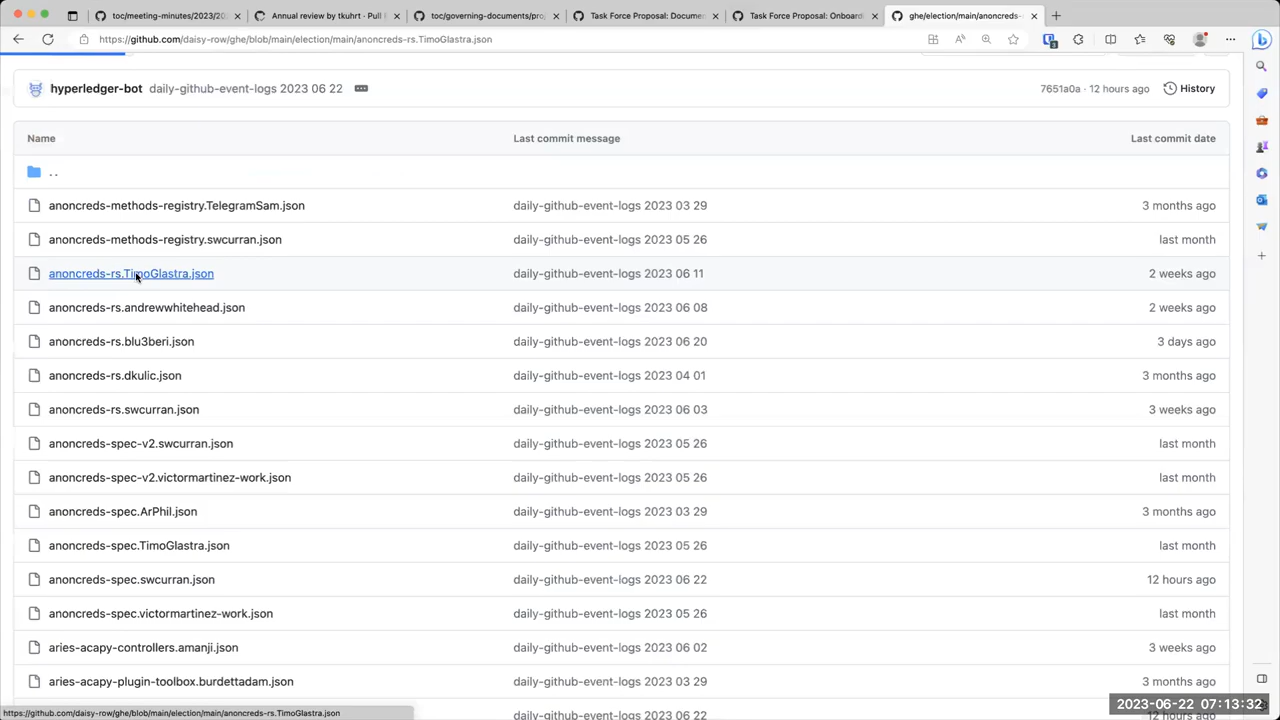 toc/meeting-minutes/2023/20
Annual review by tkuhrt · Pull
toc/governing-documents/pro
Task Force Proposal: Docume
Task Force Proposal: Onboard
ghe/election/main/anoncreds-
https://github.com/daisy-row/ghe/blob/main/election/main/anoncreds-rs.TimoGlastra.json
hyperledger-bot daily-github-event-logs 2023 06 22 7651a0a · 12 hours ago History
Name Last commit message Last commit date
..
anoncreds-methods-registry.TelegramSam.json daily-github-event-logs 2023 03 29 3 months ago
anoncreds-methods-registry.swcurran.json daily-github-event-logs 2023 05 26 last month
anoncreds-rs.TimoGlastra.json daily-github-event-logs 2023 06 11 2 weeks ago
anoncreds-rs.andrewwhitehead.json daily-github-event-logs 2023 06 08 2 weeks ago
anoncreds-rs.blu3beri.json daily-github-event-logs 2023 06 20 3 days ago
anoncreds-rs.dkulic.json daily-github-event-logs 2023 04 01 3 months ago
anoncreds-rs.swcurran.json daily-github-event-logs 2023 06 03 3 weeks ago
anoncreds-spec-v2.swcurran.json daily-github-event-logs 2023 05 26 last month
anoncreds-spec-v2.victormartinez-work.json daily-github-event-logs 2023 05 26 last month
anoncreds-spec.ArPhil.json daily-github-event-logs 2023 03 29 3 months ago
anoncreds-spec.TimoGlastra.json daily-github-event-logs 2023 05 26 last month
anoncreds-spec.swcurran.json daily-github-event-logs 2023 06 22 12 hours ago
anoncreds-spec.victormartinez-work.json daily-github-event-logs 2023 05 26 last month
aries-acapy-controllers.amanji.json daily-github-event-logs 2023 06 02 3 weeks ago
aries-acapy-plugin-toolbox.burdettadam.json daily-github-event-logs 2023 03 29 3 months ago
https://github.com/daisy-row/ghe/blob/main/election/main/anoncreds-rs.TimoGlastra.json
daily-github-event-logs 2023 06 22 12 hours ago
2023-06-22 07:13:32